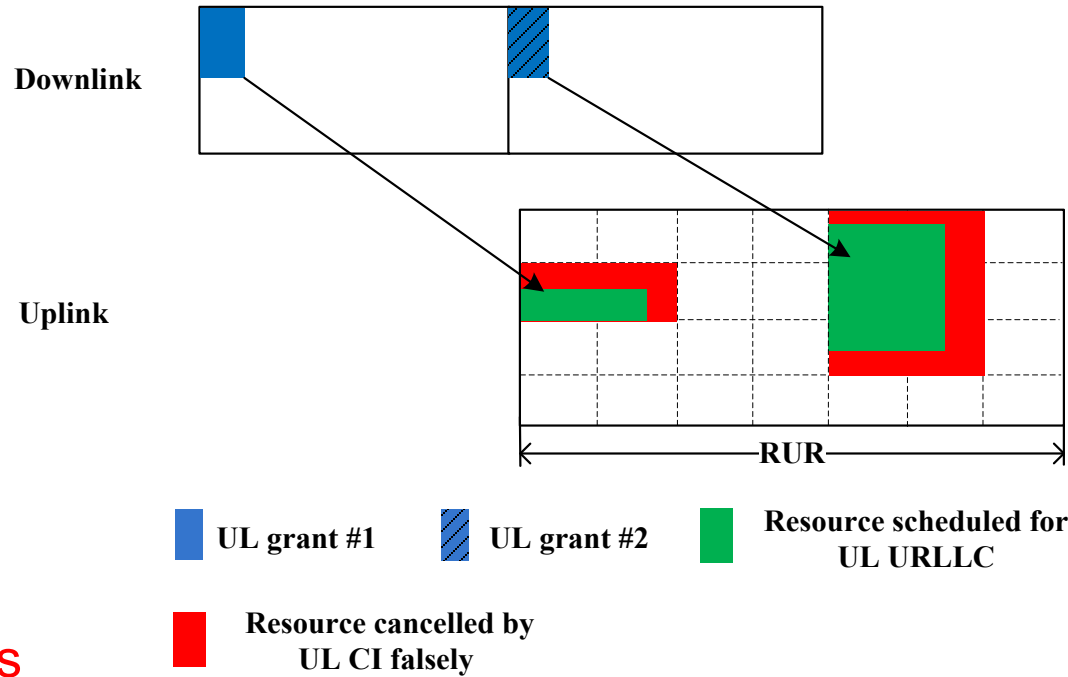 Downlink
Uplink
RUR
UL grant #1
UL grant #2
Resource scheduled for
UL URLLC
Resource cancelled by
UL CI falsely
s